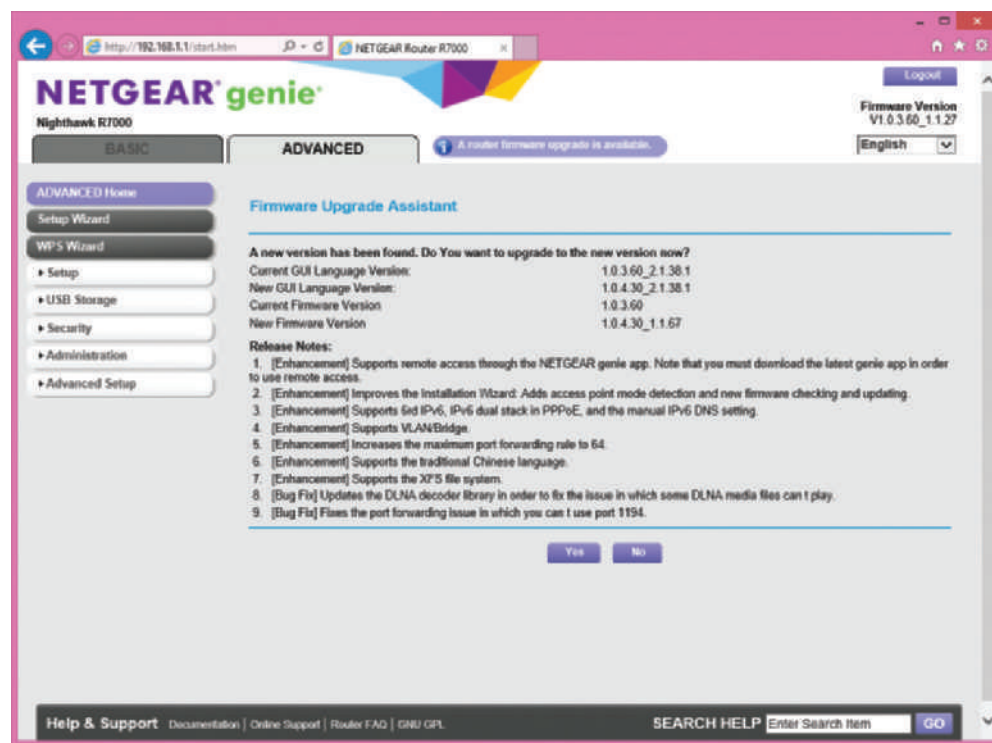 http://192.168.1.1/start.htm
NETGEAR Router R7000
NETGEAR® genie®
Logout
Nighthawk R7000
Firmware Version
V1.0.3.60_1.1.27
BASIC
ADVANCED
A router firmware upgrade is available.
English
ADVANCED Home
Setup Wizard
WPS Wizard
Setup
USB Storage
Security
Administration
Advanced Setup
Firmware Upgrade Assistant
A new version has been found. Do You want to upgrade to the new version now?
Current GUI Language Version: 1.0.3.60_2.1.38.1
New GUI Language Version: 1.0.4.30_2.1.38.1
Current Firmware Version 1.0.3.60
New Firmware Version 1.0.4.30_1.1.67
Release Notes:
1. [Enhancement] Supports remote access through the NETGEAR genie app. Note that you must download the latest genie app in order
to use remote access.
2. [Enhancement] Improves the Installation Wizard: Adds access point mode detection and new firmware checking and updating.
3. [Enhancement] Supports 6rd IPv6, IPv6 dual stack in PPPoE, and the manual IPv6 DNS setting.
4. [Enhancement] Supports VLAN/Bridge.
5. [Enhancement] Increases the maximum port forwarding rule to 64.
6. [Enhancement] Supports the traditional Chinese language.
7. [Enhancement] Supports the XFS file system.
8. [Bug Fix] Updates the DLNA decoder library in order to fix the issue in which some DLNA media files can t play.
9. [Bug Fix] Fixes the port forwarding issue in which you can t use port 1194.
Yes No
Help & Support Documentation | Online Support | Router FAQ | GNU GPL
SEARCH HELP Enter Search Item GO